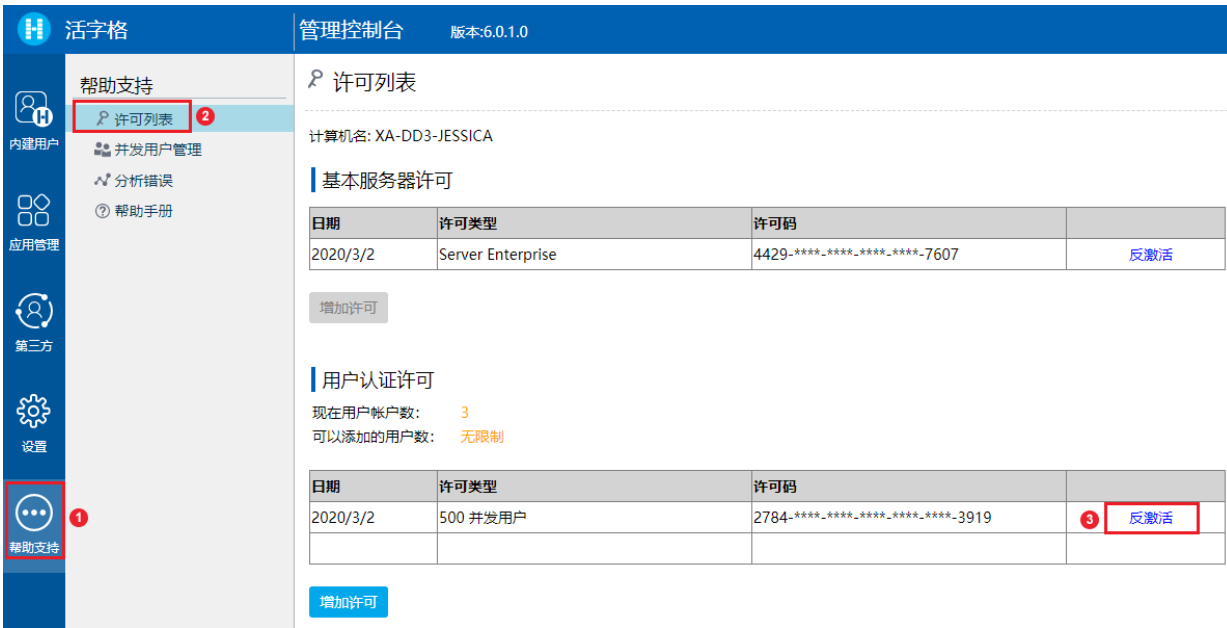 活字格
管理控制台 版本:6.0.1.0
内建用户
应用管理
第三方
设置
帮助支持
1
帮助支持
许可列表 2
并发用户管理
分析错误
帮助手册
许可列表
计算机名: XA-DD3-JESSICA
基本服务器许可
日期 许可类型 许可码
2020/3/2 Server Enterprise 4429-****-****-****-****-7607 反激活
增加许可
用户认证许可
现在用户帐户数: 3
可以添加的用户数: 无限制
日期 许可类型 许可码
2020/3/2 500 并发用户 2784-****-****-****-****-****-3919 3 反激活
增加许可